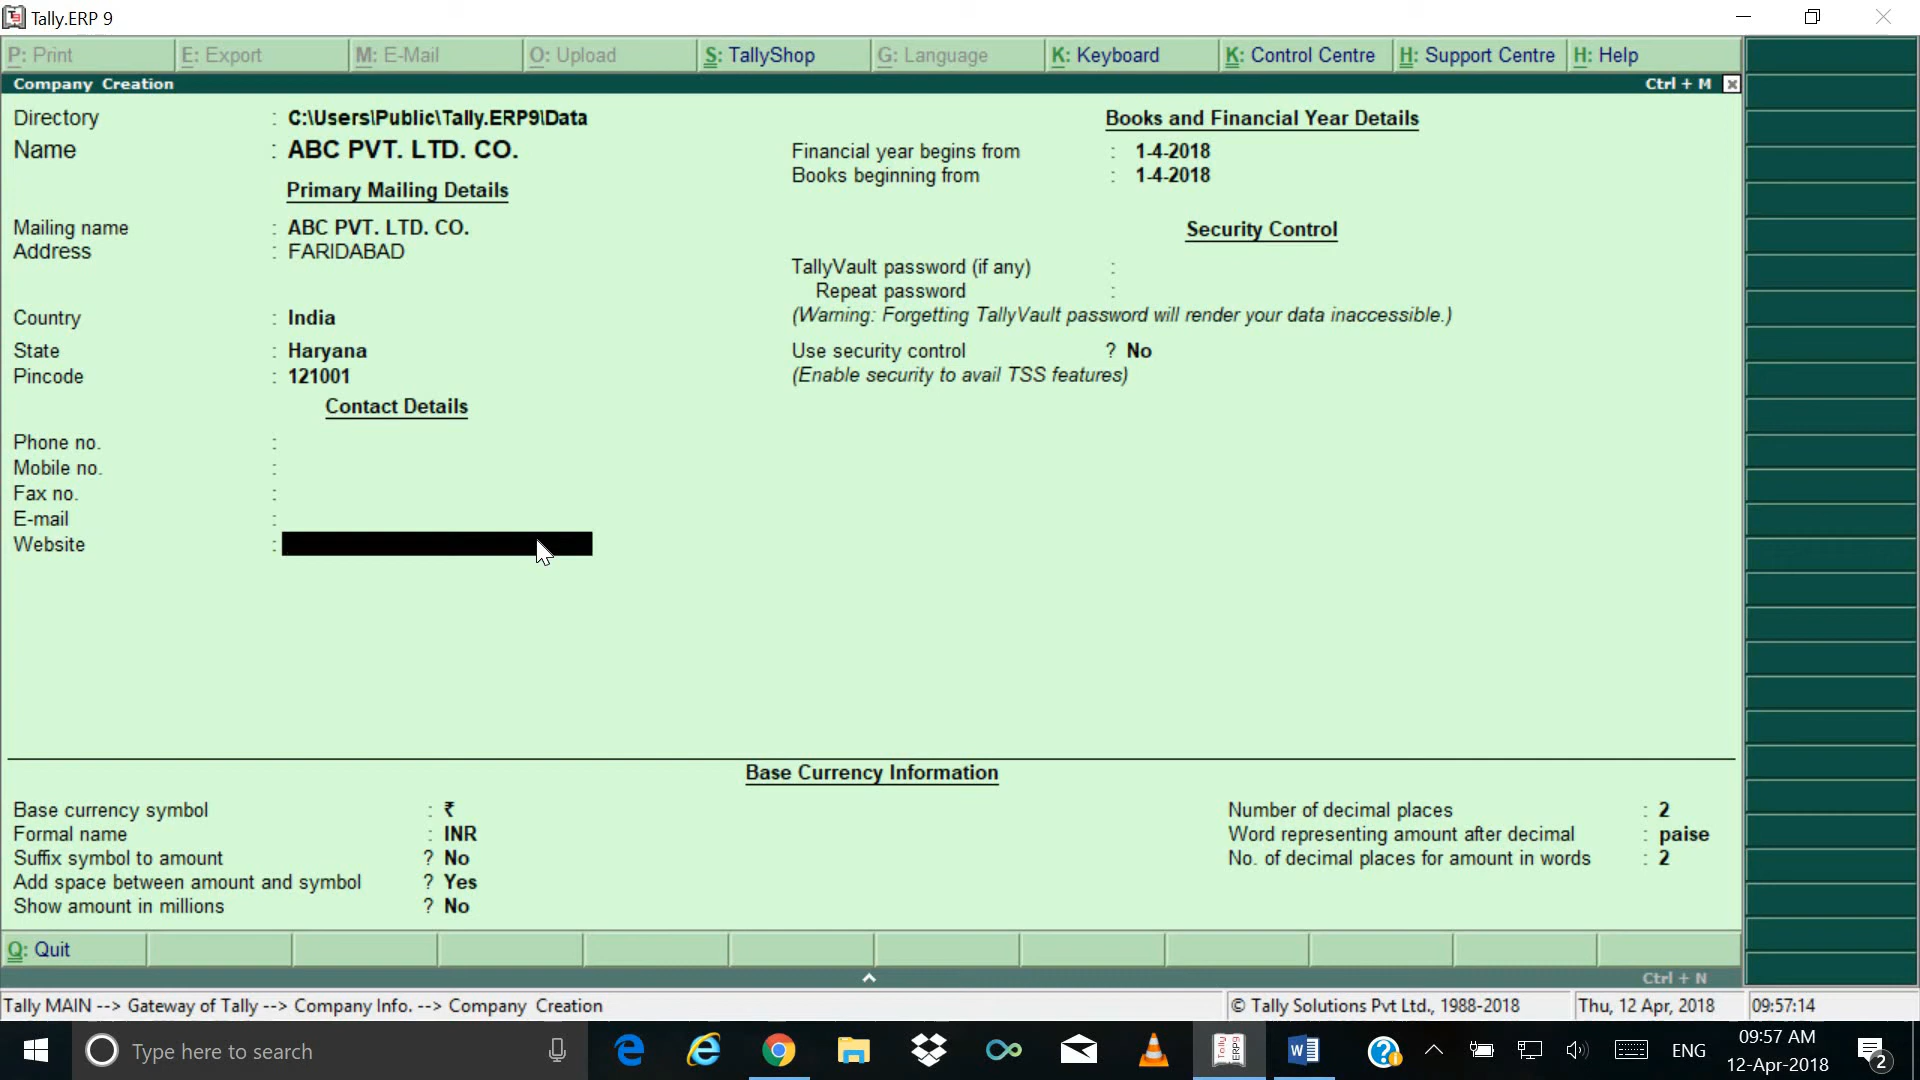 Tally.ERP 9
P: Print E: Export M: E-Mail O: Upload S: TallyShop G: Language K: Keyboard K: Control Centre H: Support Centre H: Help
Company Creation Ctrl + M
Directory : C:\Users\Public\Tally.ERP9\Data
Name : ABC PVT. LTD. CO.
Primary Mailing Details
Mailing name : ABC PVT. LTD. CO.
Address : FARIDABAD
Country : India
State : Haryana
Pincode : 121001
Contact Details
Phone no. :
Mobile no. :
Fax no. :
E-mail :
Website :
Books and Financial Year Details
Financial year begins from : 1-4-2018
Books beginning from : 1-4-2018
Security Control
TallyVault password (if any) :
Repeat password :
(Warning: Forgetting TallyVault password will render your data inaccessible.)
Use security control ? No
(Enable security to avail TSS features)
Base Currency Information
Base currency symbol : ₹
Formal name : INR
Suffix symbol to amount ? No
Add space between amount and symbol ? Yes
Show amount in millions ? No
Number of decimal places : 2
Word representing amount after decimal : paise
No. of decimal places for amount in words : 2
Q: Quit
Ctrl + N
Tally MAIN --> Gateway of Tally --> Company Info. --> Company Creation © Tally Solutions Pvt Ltd., 1988-2018 Thu, 12 Apr, 2018 09:57:14
Type here to search Tally ERP9 ENG 09:57 AM
12-Apr-2018 2